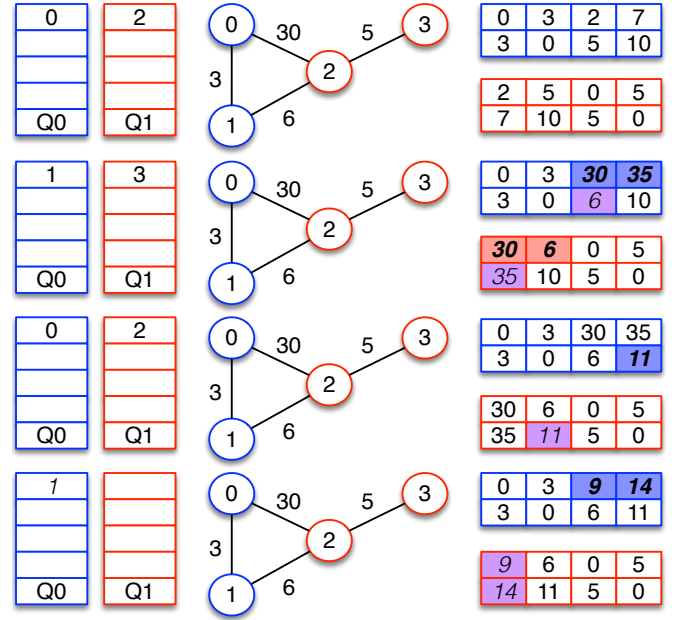 0 2 0 30 5 3 0 3 2 7
3 0 5 10
2
3
2 5 0 5
Q0 Q1 1 6 7 10 5 0
1 3 0 30 5 3 0 3 30 35
3 0 6 10
2
3
30 6 0 5
Q0 Q1 1 6 35 10 5 0
0 2 0 30 5 3 0 3 30 35
3 0 6 11
2
3
30 6 0 5
Q0 Q1 1 6 35 11 5 0
1 0 30 5 3 0 3 9 14
3 0 6 11
2
3
9 6 0 5
Q0 Q1 1 6 14 11 5 0